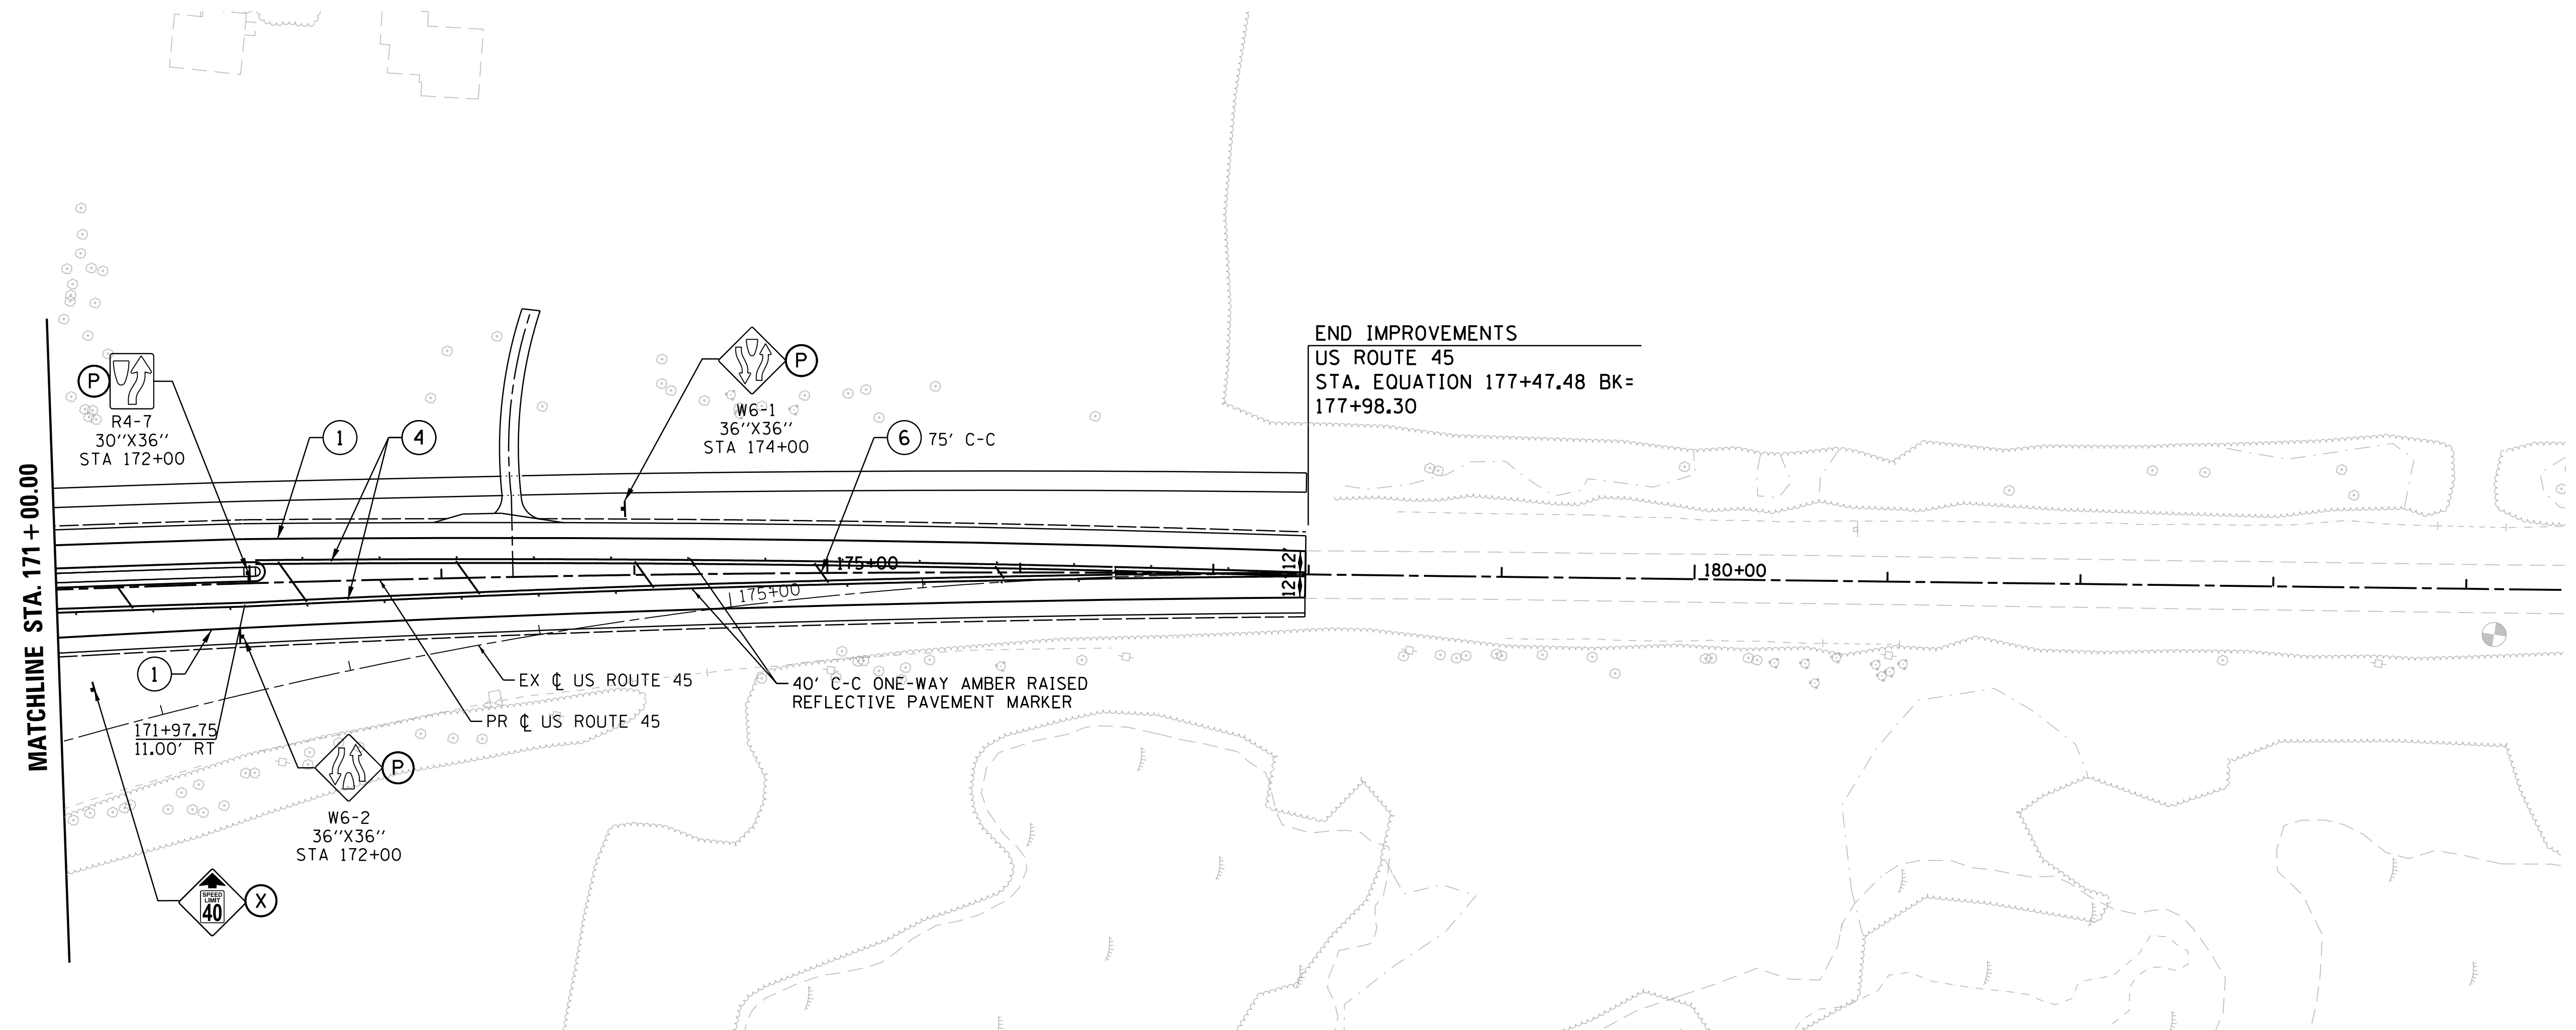 END IMPROVEMENTS
US ROUTE 45
STA. EQUATION 177+47.48 BK=
177+98.30
P
R4-7
30''X36''
STA 172+00
1
4
P
W6-1
36''X36''
STA 174+00
6 75' C-C
MATCHLINE STA. 171+00.00
175+00
12'
12'
180+00
175+00
1
171+97.75
11.00' RT
EX ℄ US ROUTE 45
PR ℄ US ROUTE 45
40' C-C ONE-WAY AMBER RAISED
REFLECTIVE PAVEMENT MARKER
P
W6-2
36''X36''
STA 172+00
SPEED
LIMIT
40
X